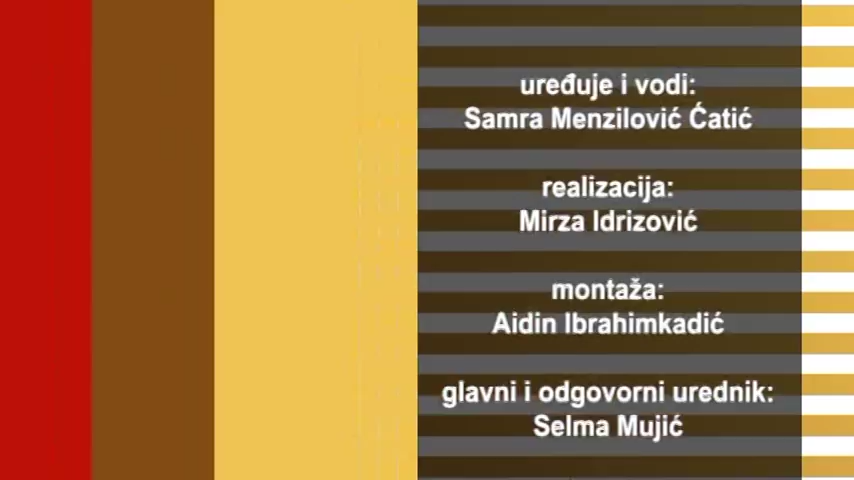 uređuje i vodi:
Samra Menzilović Ćatić
realizacija:
Mirza Idrizović
montaža:
Aidin Ibrahimkadić
glavni i odgovorni urednik:
Selma Mujić